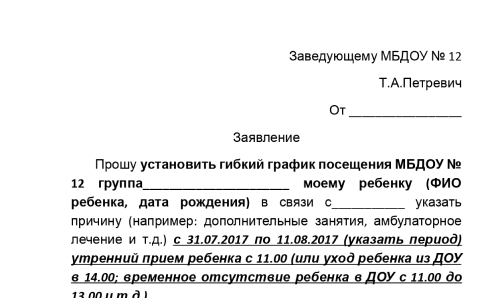 Заведующему МБДОУ № 12
Т.А.Петревич
От _________________
Заявление
Прошу установить гибкий график посещения МБДОУ №
12 группа______________________ моему ребенку (ФИО
ребенка, дата рождения) в связи с___________ указать
причину (например: дополнительные занятия, амбулаторное
лечение и т.д.) с 31.07.2017 по 11.08.2017 (указать период)
утренний прием ребенка с 11.00 (или уход ребенка из ДОУ
в 14.00; временное отсутствие ребенка в ДОУ с 11.00 до
13.00 и т.д.)